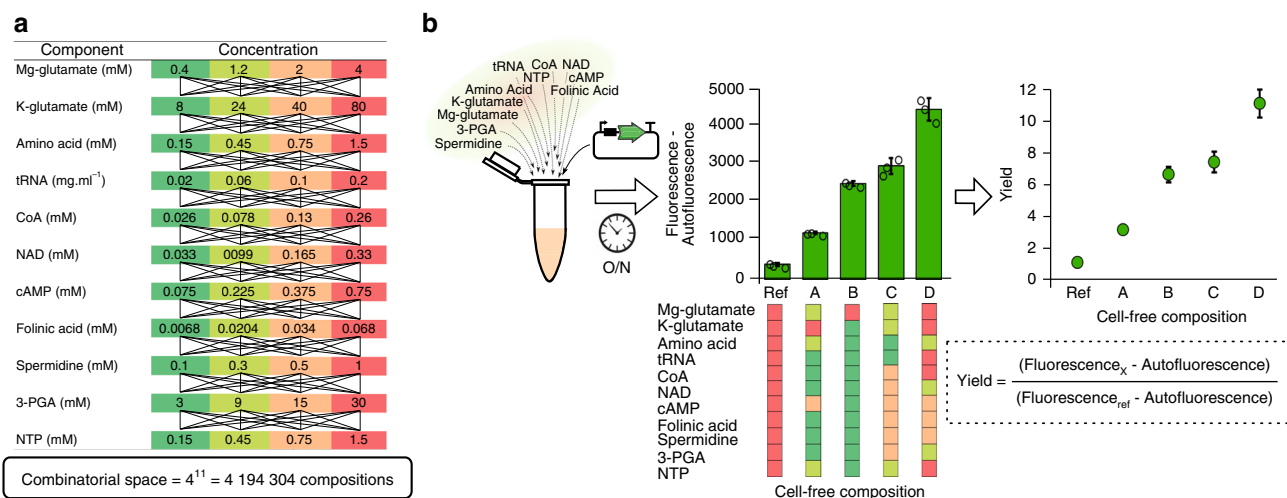 a
Component Concentration
Mg-glutamate (mM) 0.4 1.2 2 4
K-glutamate (mM) 8 24 40 80
Amino acid (mM) 0.15 0.45 0.75 1.5
tRNA (mg.ml⁻¹) 0.02 0.06 0.1 0.2
CoA (mM) 0.026 0.078 0.13 0.26
NAD (mM) 0.033 0099 0.165 0.33
cAMP (mM) 0.075 0.225 0.375 0.75
Folinic acid (mM) 0.0068 0.0204 0.034 0.068
Spermidine (mM) 0.1 0.3 0.5 1
3-PGA (mM) 3 9 15 30
NTP (mM) 0.15 0.45 0.75 1.5
Combinatorial space = 4¹¹ = 4 194 304 compositions
b
tRNA CoA NAD
NTP cAMP
Amino Acid Folinic Acid
K-glutamate
Mg-glutamate
3-PGA
Spermidine
O/N
Fluorescence -
Autofluorescence
5000
4000
3000
2000
1000
0
Ref A B C D
Mg-glutamate
K-glutamate
Amino acid
tRNA
CoA
NAD
cAMP
Folinic acid
Spermidine
3-PGA
NTP
Cell-free composition
Yield
12
10
8
6
4
2
0
Ref A B C D
Cell-free composition
Yield = (Fluorescenceₓ - Autofluorescence)
(Fluorescence_ref - Autofluorescence)